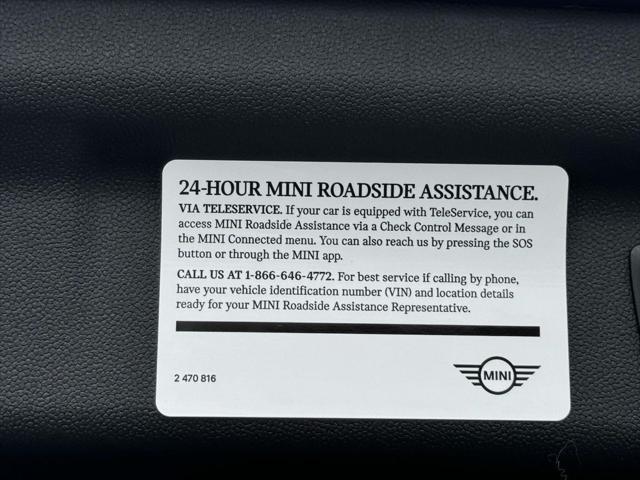 24-HOUR MINI ROADSIDE ASSISTANCE.
VIA TELESERVICE. If your car is equipped with TeleService, you can
access MINI Roadside Assistance via a Check Control Message or in
the MINI Connected menu. You can also reach us by pressing the SOS
button or through the MINI app.
CALL US AT 1-866-646-4772. For best service if calling by phone,
have your vehicle identification number (VIN) and location details
ready for your MINI Roadside Assistance Representative.
2 470 816
MINI